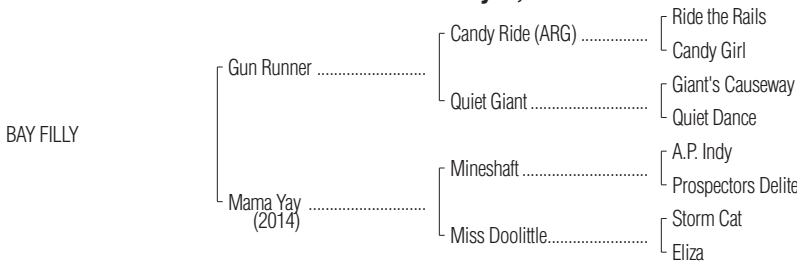 Ride the Rails
Candy Ride (ARG) ................
Candy Girl
Gun Runner ..........................
Giant's Causeway
Quiet Giant ............................
Quiet Dance
BAY FILLY
A.P. Indy
Mineshaft ..............................
Prospectors Delite
Mama Yay ............................
(2014)
Storm Cat
Miss Doolittle........................
Eliza